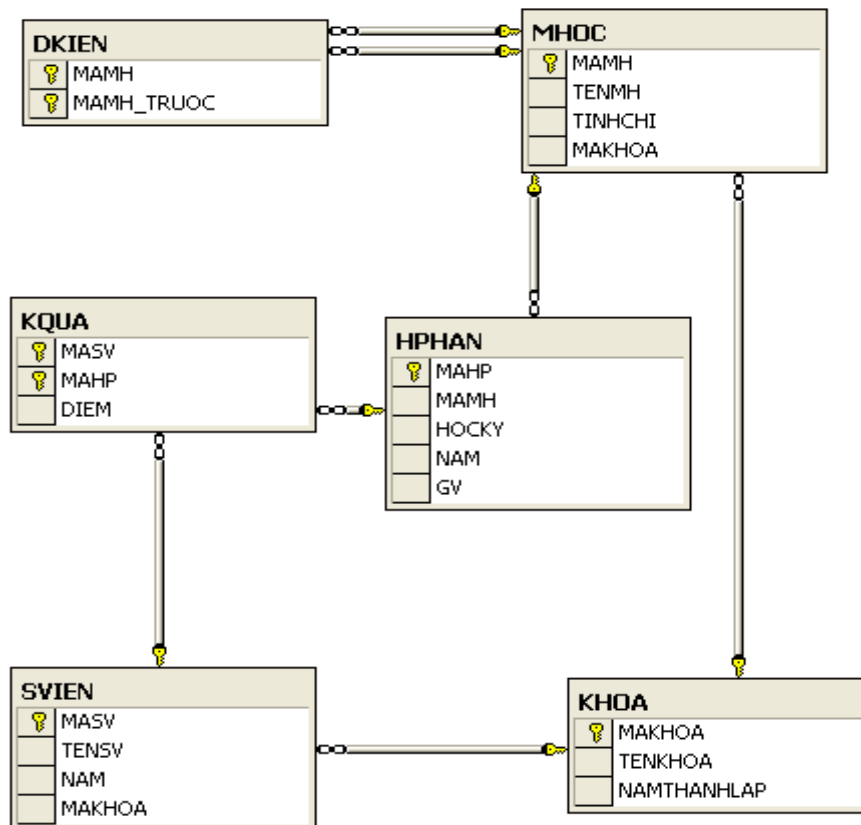 DKIEN
MAMH
MAMH_TRUOC
MHOC
MAMH
TENMH
TINHCHI
MAKHOA
KQUA
MASV
MAHP
DIEM
HPHAN
MAHP
MAMH
HOCKY
NAM
GV
SVIEN
MASV
TENSV
NAM
MAKHOA
KHOA
MAKHOA
TENKHOA
NAMTHANHLAP